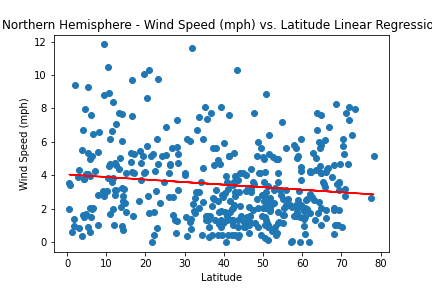 Northern Hemisphere - Wind Speed (mph) vs. Latitude Linear Regressio
12
10
8
6
4
2
0
Wind Speed (mph)
0 10 20 30 40 50 60 70 80
Latitude